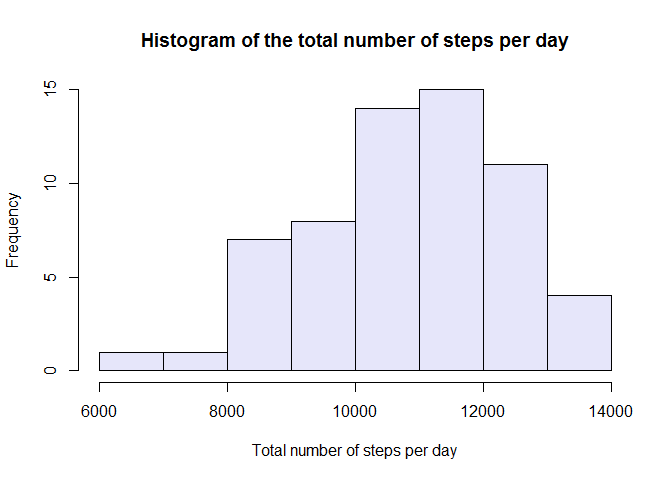 Histogram of the total number of steps per day
Frequency
15
10
5
0
6000 8000 10000 12000 14000
Total number of steps per day